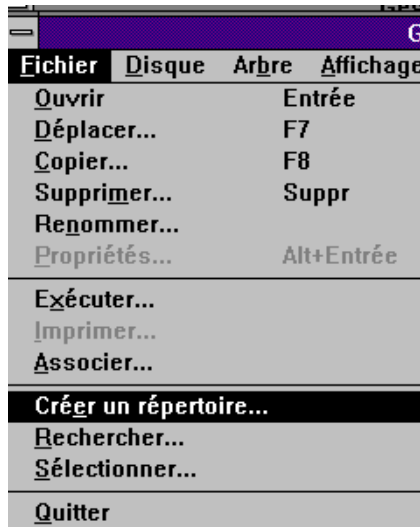 Fichier Disque Arbre Affichage
Ouvrir Entrée
Déplacer... F7
Copier... F8
Supprimer... Suppr
Renommer...
Propriétés... Alt+Entrée
Exécuter...
Imprimer...
Associer...
Créer un répertoire...
Rechercher...
Sélectionner...
Quitter